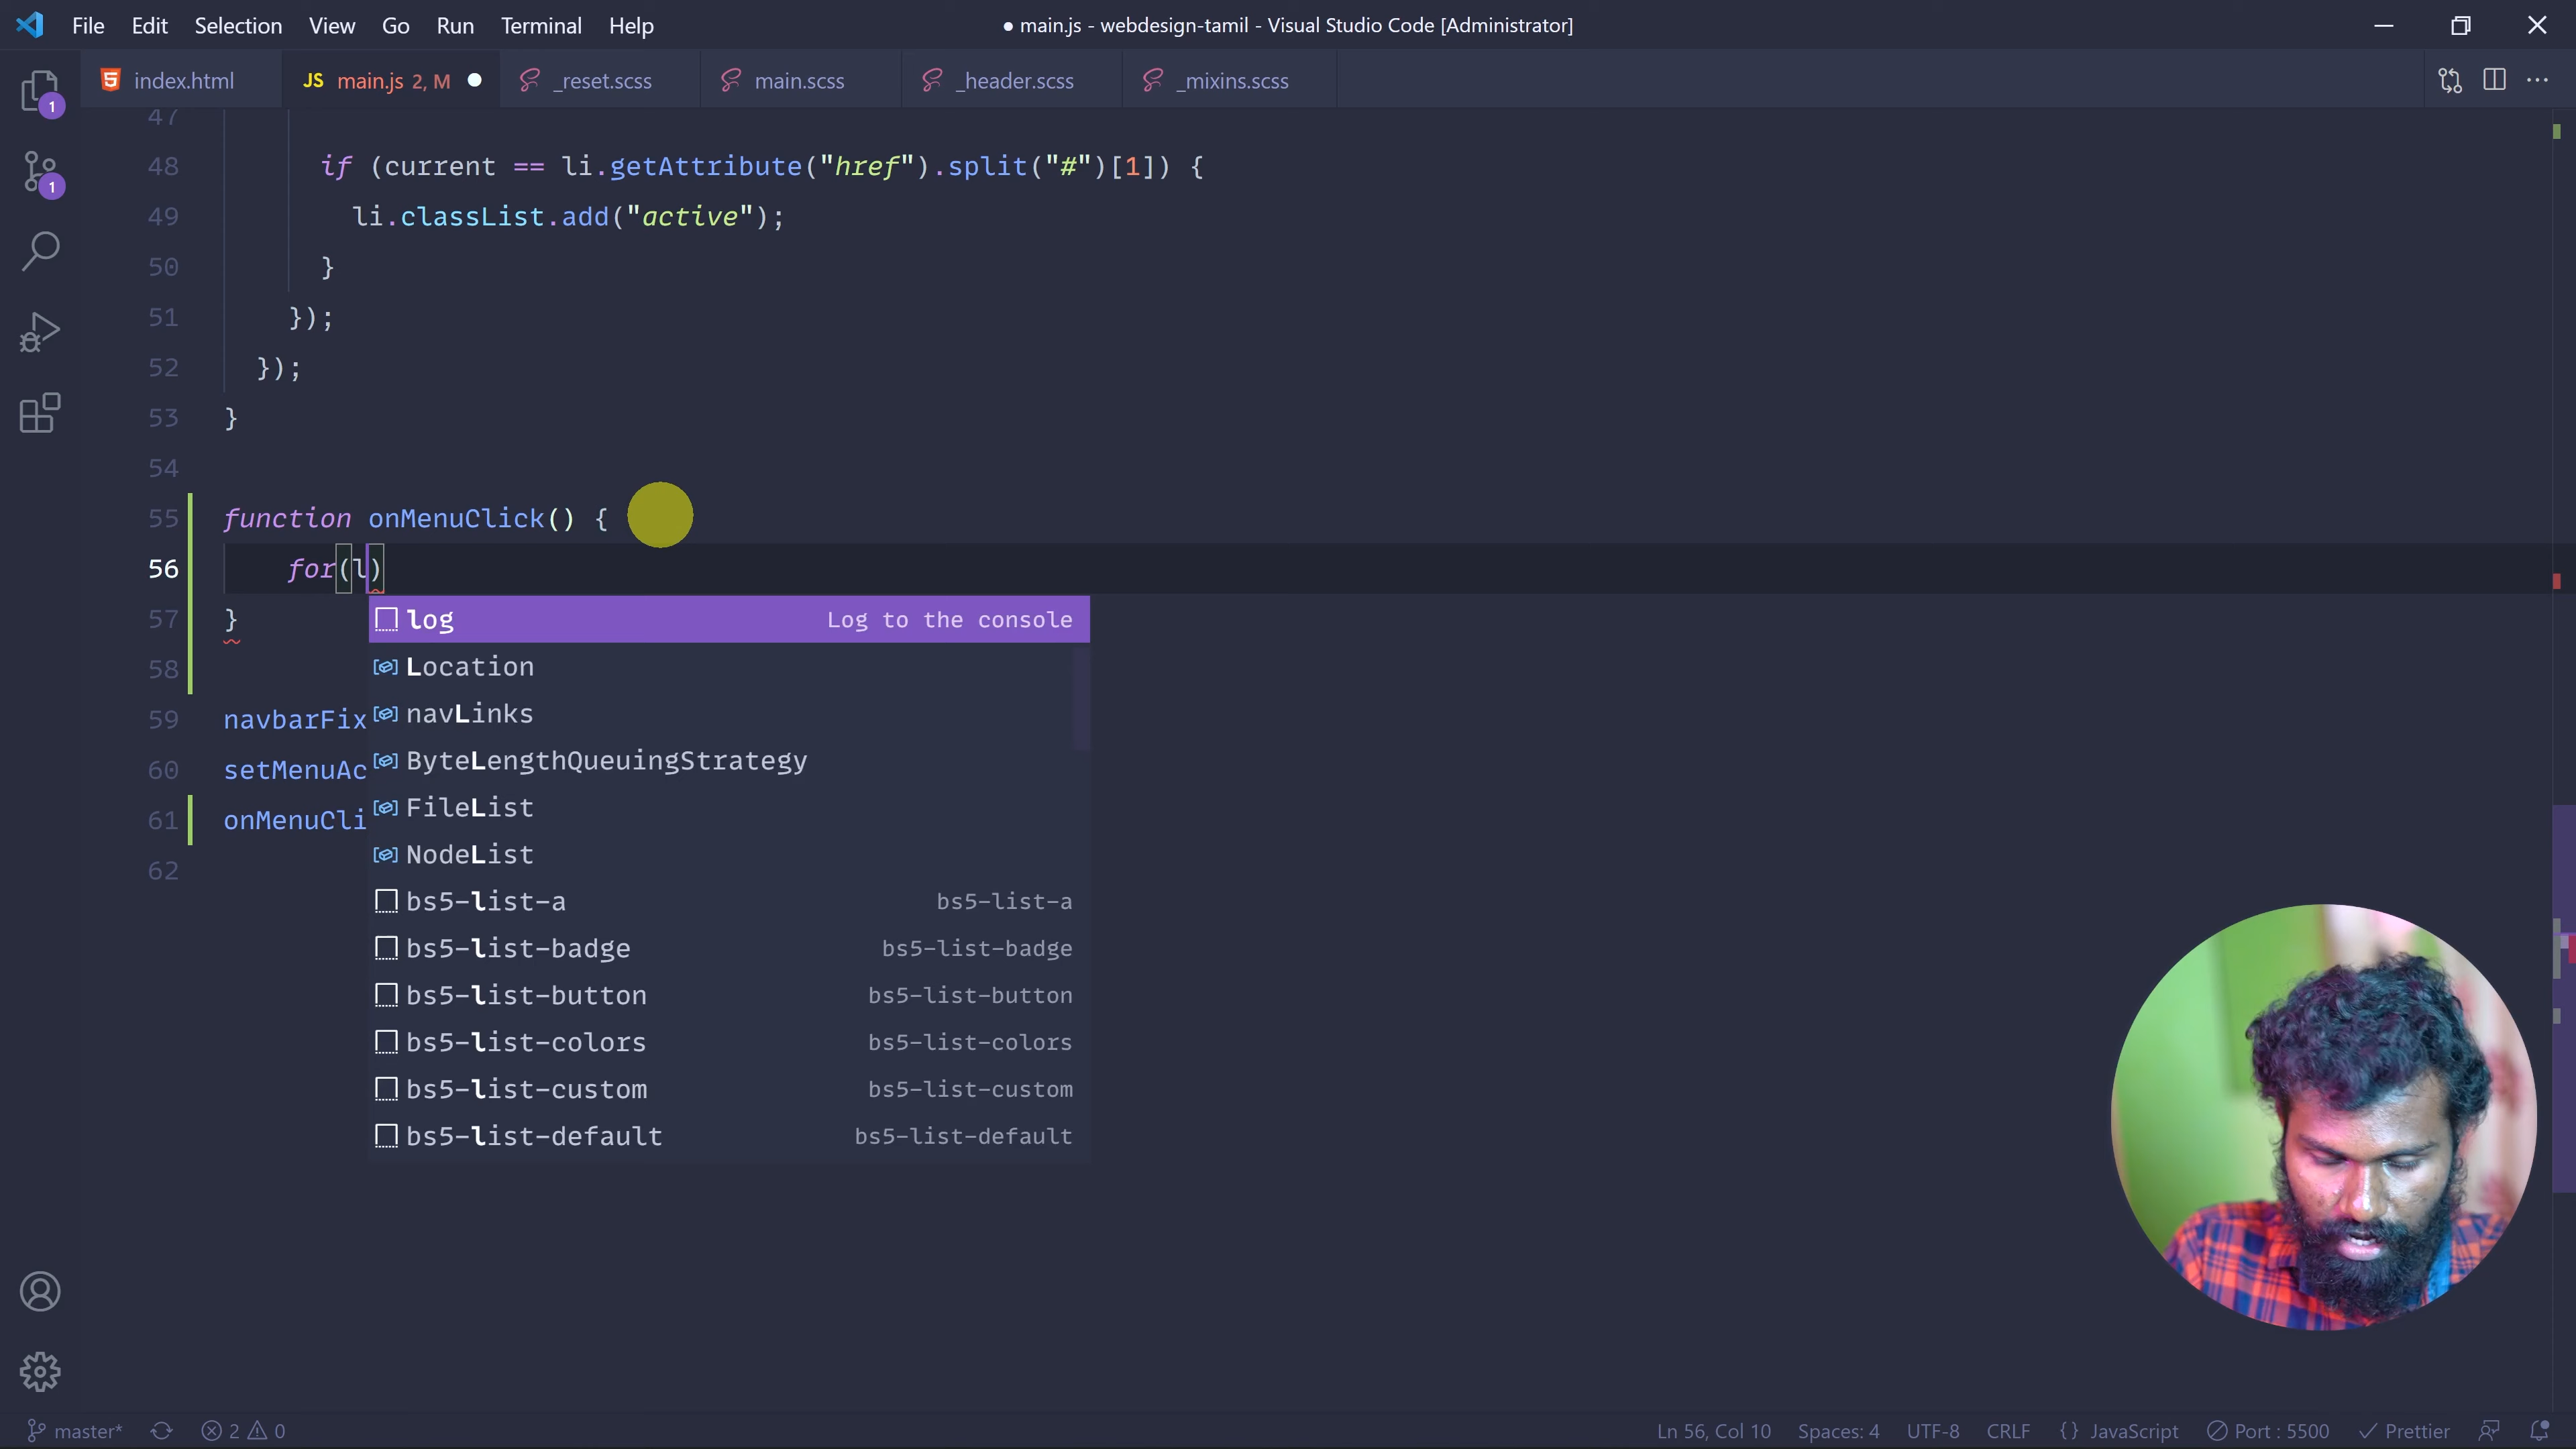 File Edit Selection View Go Run Terminal Help
● main.js - webdesign-tamil - Visual Studio Code [Administrator]
index.html
JS main.js 2, M
_reset.scss
main.scss
_header.scss
_mixins.scss
1
1
47
48 if (current == li.getAttribute("href").split("#")[1]) {
49 li.classList.add("active");
50 }
51 });
52 });
53 }
54
55 function onMenuClick() {
56 for(l)
57 }
58
59 navbarFix
60 setMenuAc
61 onMenuCli
62
log Log to the console
Location
navLinks
ByteLengthQueuingStrategy
FileList
NodeList
bs5-list-a bs5-list-a
bs5-list-badge bs5-list-badge
bs5-list-button bs5-list-button
bs5-list-colors bs5-list-colors
bs5-list-custom bs5-list-custom
bs5-list-default bs5-list-default
master* 2 0 Ln 56, Col 10 Spaces: 4 UTF-8 CRLF {} JavaScript Port : 5500 Prettier